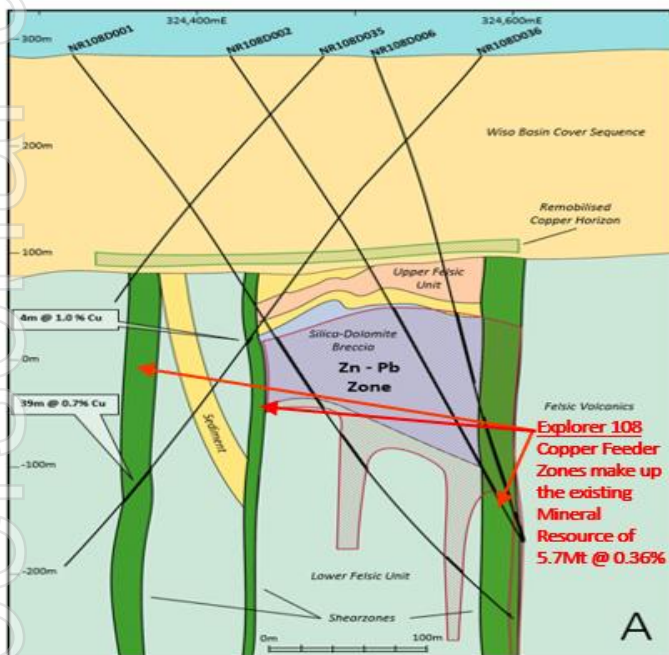 324,400mE
324,600mE
300m
NR108D001
NR108D002
NR108D035
NR108D006
NR108D036
200m
Wiso Basin Cover Sequence
Remobilised
Copper Horizon
100m
Upper Felsic
Unit
4m @ 1.0 % Cu
Silica-Dolomite
Breccia
0m
Zn - Pb
Zone
39m @ 0.7% Cu
Sediment
Felsic Volcanics
Explorer 108
Copper Feeder
Zones make up
the existing
Mineral
Resource of
5.7Mt @ 0.36%
-100m
-200m
Lower Felsic Unit
Shearzones
0m
100m
A